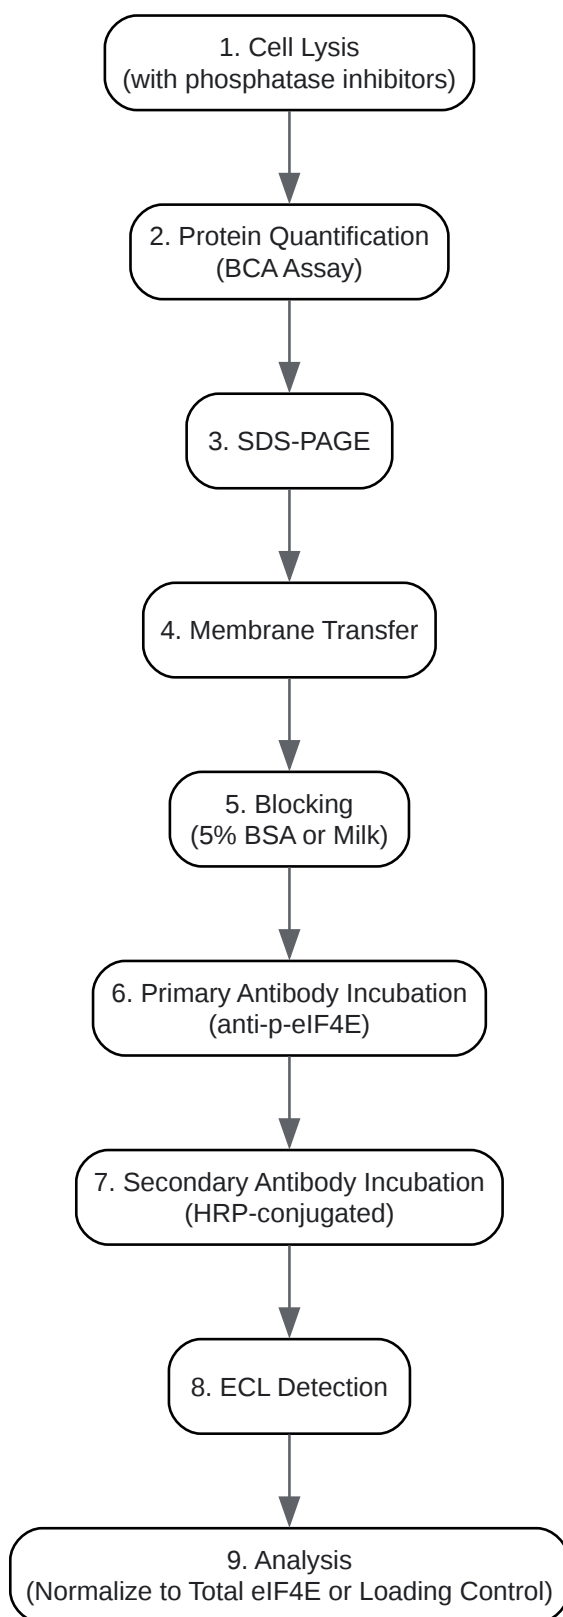 1. Cell Lysis
(with phosphatase inhibitors)
2. Protein Quantification
(BCA Assay)
3. SDS-PAGE
4. Membrane Transfer
5. Blocking
(5% BSA or Milk)
6. Primary Antibody Incubation
(anti-p-eIF4E)
7. Secondary Antibody Incubation
(HRP-conjugated)
8. ECL Detection
9. Analysis
(Normalize to Total eIF4E or Loading Control)